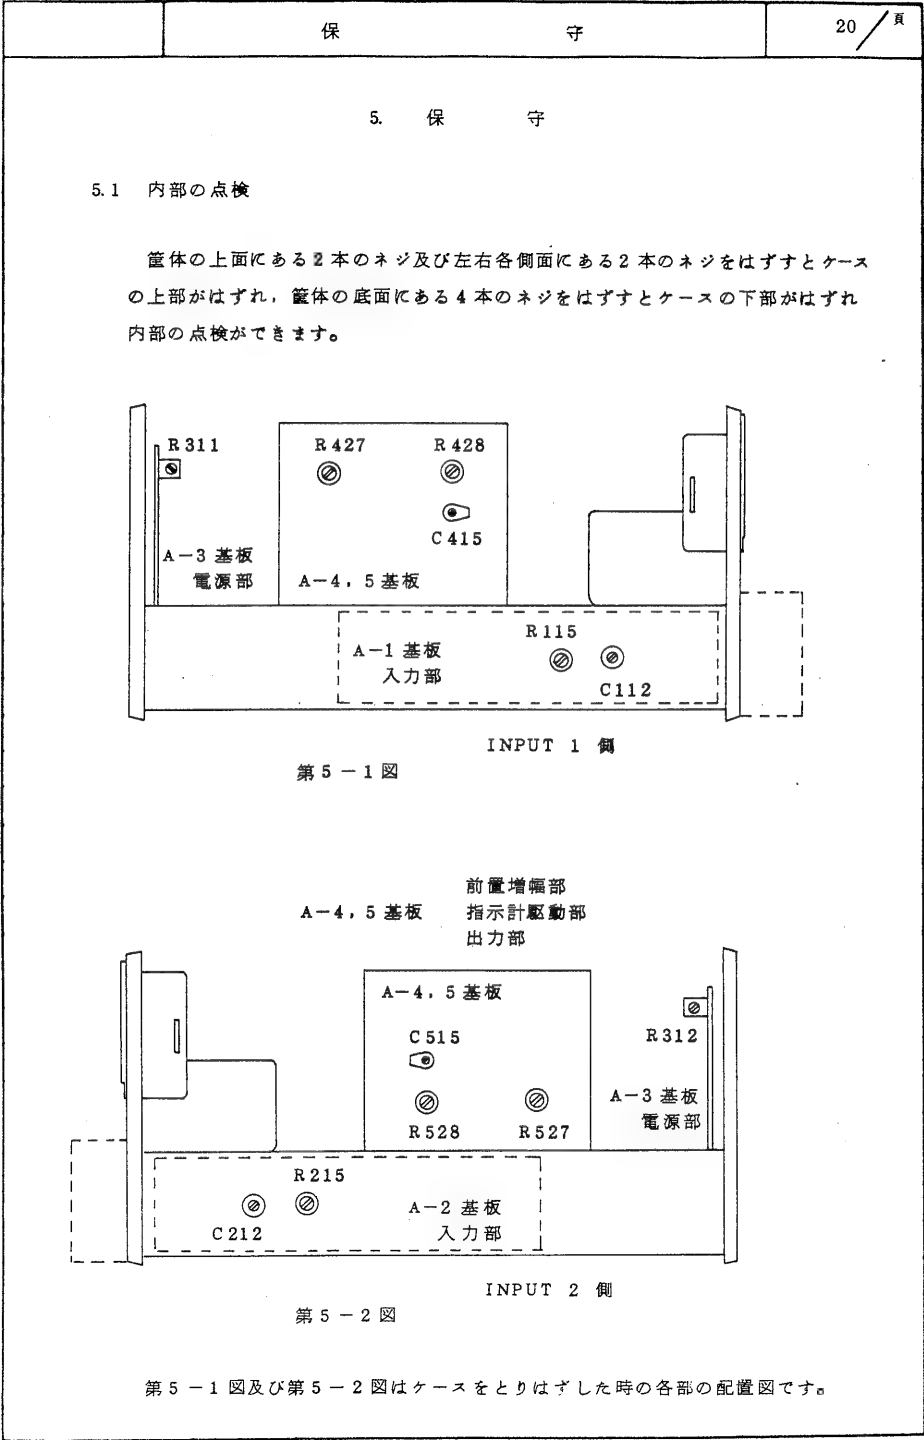 保 守
20/頁
5. 保 守
5.1 内部の点検
筐体の上面にある2本のネジ及び左右各側面にある2本のネジをはずすとケース
の上部がはずれ，筐体の底面にある4本のネジをはずすとケースの下部がはずれ
内部の点検ができます。
R311
R427
R428
C415
A－3 基板
電源部
A－4，5基板
R115
A－1 基板
入力部
C112
INPUT 1 側
第5－1図
前置増幅部
A－4，5基板 指示計駆動部
出力部
A－4，5基板
C515
R312
R528
R527
A－3 基板
電源部
R215
C212
A－2 基板
入力部
INPUT 2 側
第5－2図
第5－1図及び第5－2図はケースをとりはずした時の各部の配置図です。